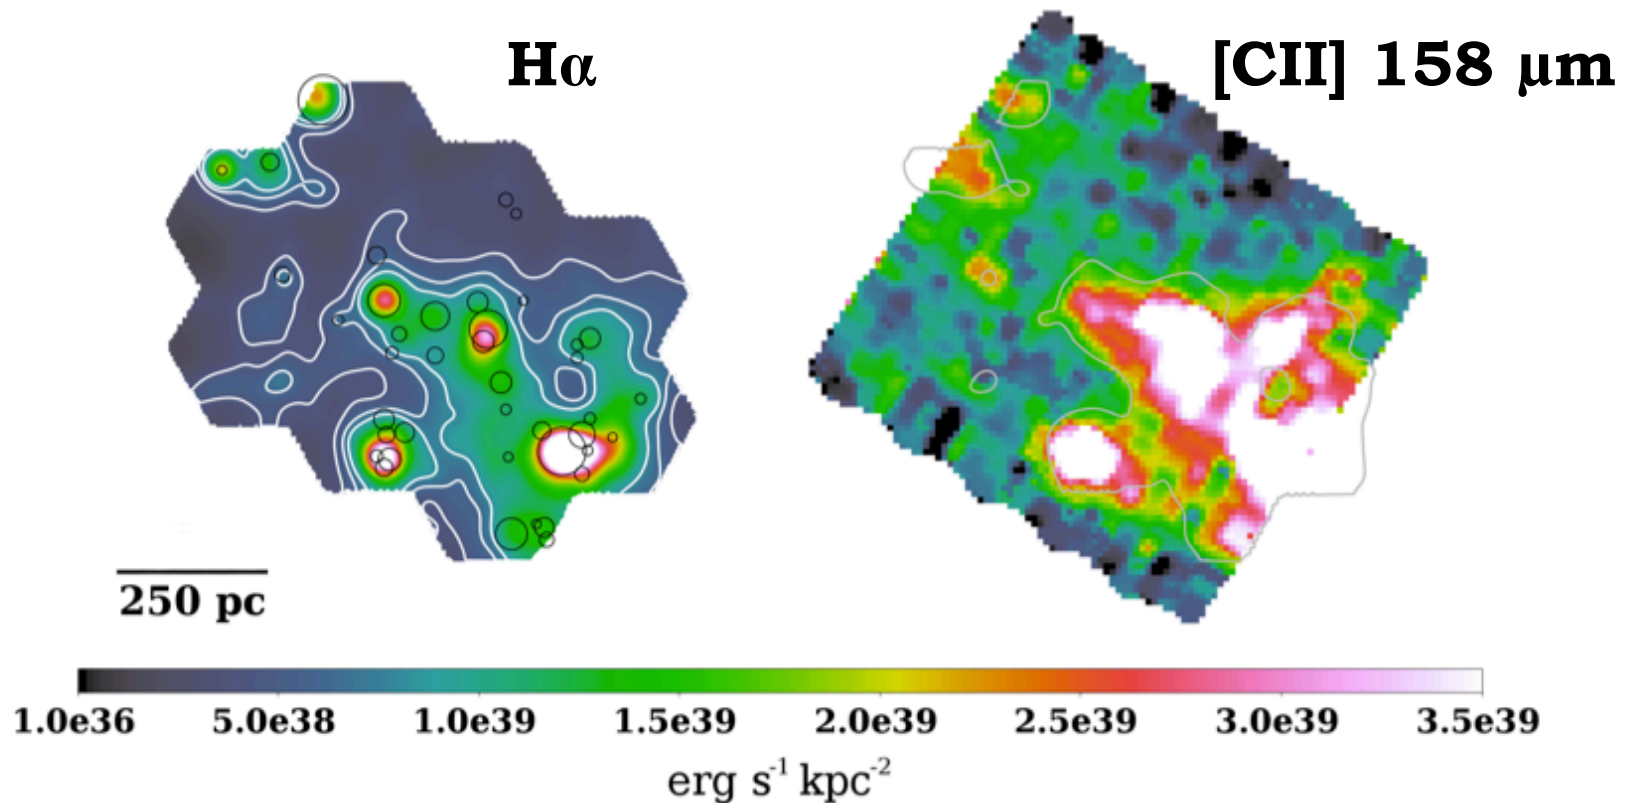 Hα
[CII] 158 μm
250 pc
1.0e36 5.0e38 1.0e39 1.5e39 2.0e39 2.5e39 3.0e39 3.5e39
erg s⁻¹ kpc⁻²